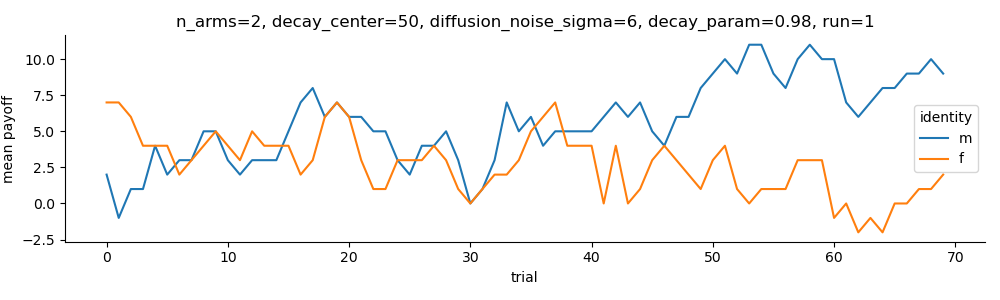 n_arms=2, decay_center=50, diffusion_noise_sigma=6, decay_param=0.98, run=1
mean payoff
10.0
7.5
5.0
2.5
0.0
−2.5
identity
m
f
0 10 20 30 40 50 60 70
trial